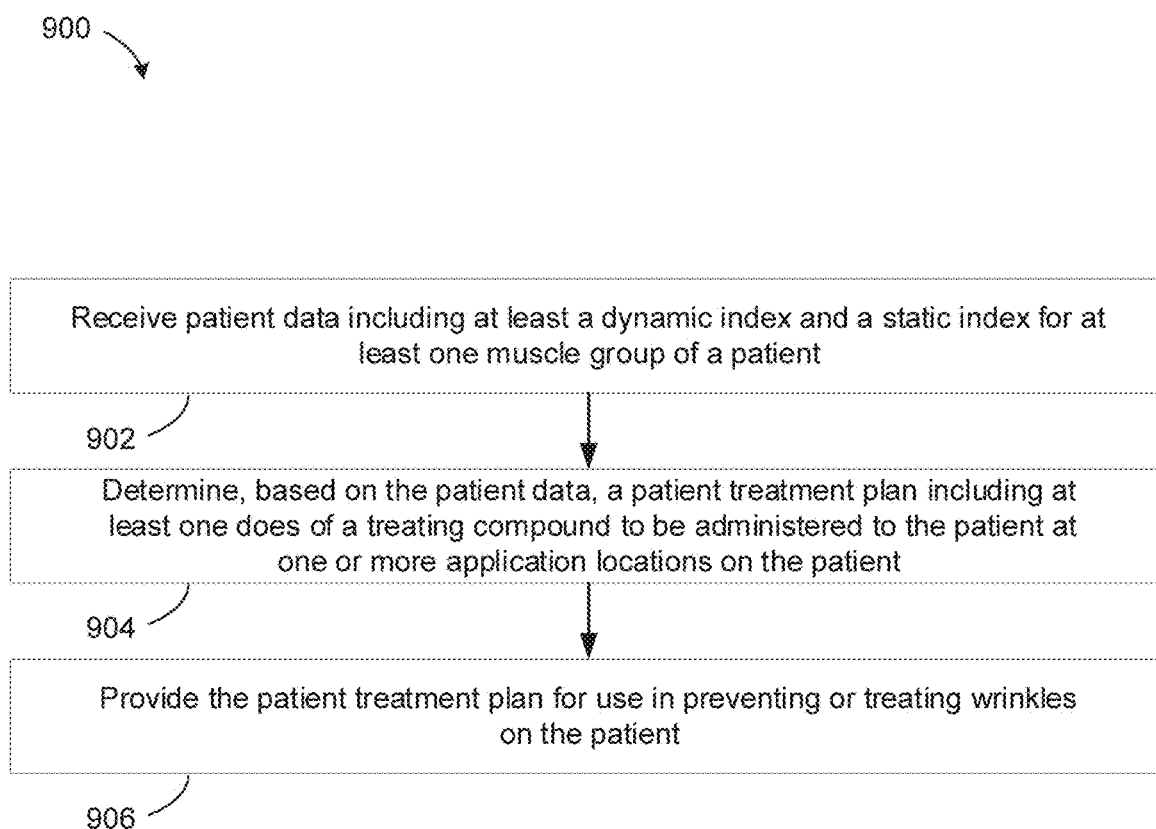 900
Receive patient data including at least a dynamic index and a static index for at
least one muscle group of a patient
902
Determine, based on the patient data, a patient treatment plan including at
least one does of a treating compound to be administered to the patient at
one or more application locations on the patient
904
Provide the patient treatment plan for use in preventing or treating wrinkles
on the patient
906